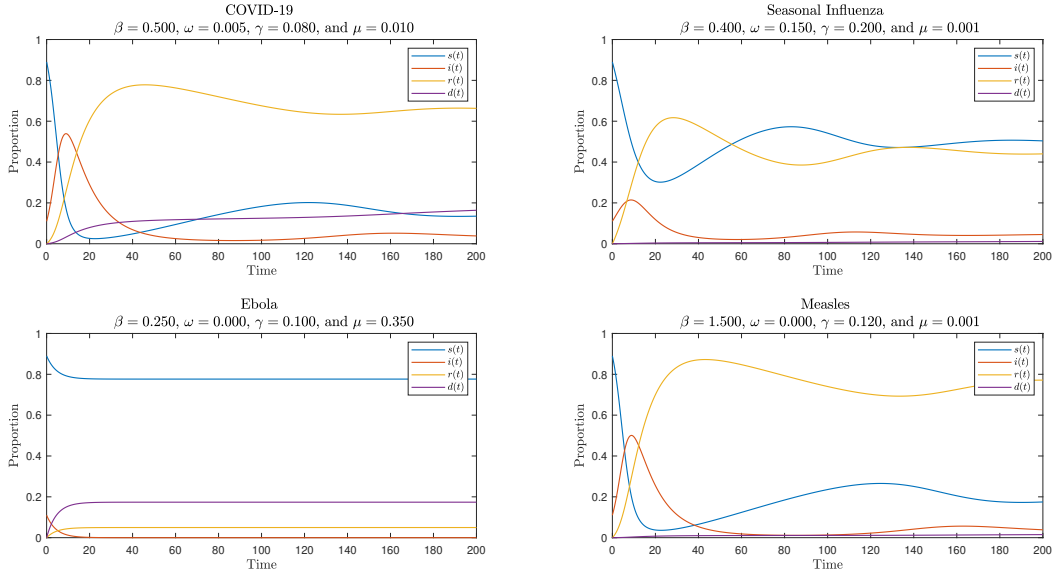 COVID-19
β = 0.500, ω = 0.005, γ = 0.080, and μ = 0.010
1
0.8
0.6
0.4
0.2
0
Proportion
s(t)
i(t)
r(t)
d(t)
0 20 40 60 80 100 120 140 160 180 200
Time
Seasonal Influenza
β = 0.400, ω = 0.150, γ = 0.200, and μ = 0.001
1
0.8
0.6
0.4
0.2
0
Proportion
s(t)
i(t)
r(t)
d(t)
0 20 40 60 80 100 120 140 160 180 200
Time
Ebola
β = 0.250, ω = 0.000, γ = 0.100, and μ = 0.350
1
0.8
0.6
0.4
0.2
0
Proportion
s(t)
i(t)
r(t)
d(t)
0 20 40 60 80 100 120 140 160 180 200
Time
Measles
β = 1.500, ω = 0.000, γ = 0.120, and μ = 0.001
1
0.8
0.6
0.4
0.2
0
Proportion
s(t)
i(t)
r(t)
d(t)
0 20 40 60 80 100 120 140 160 180 200
Time